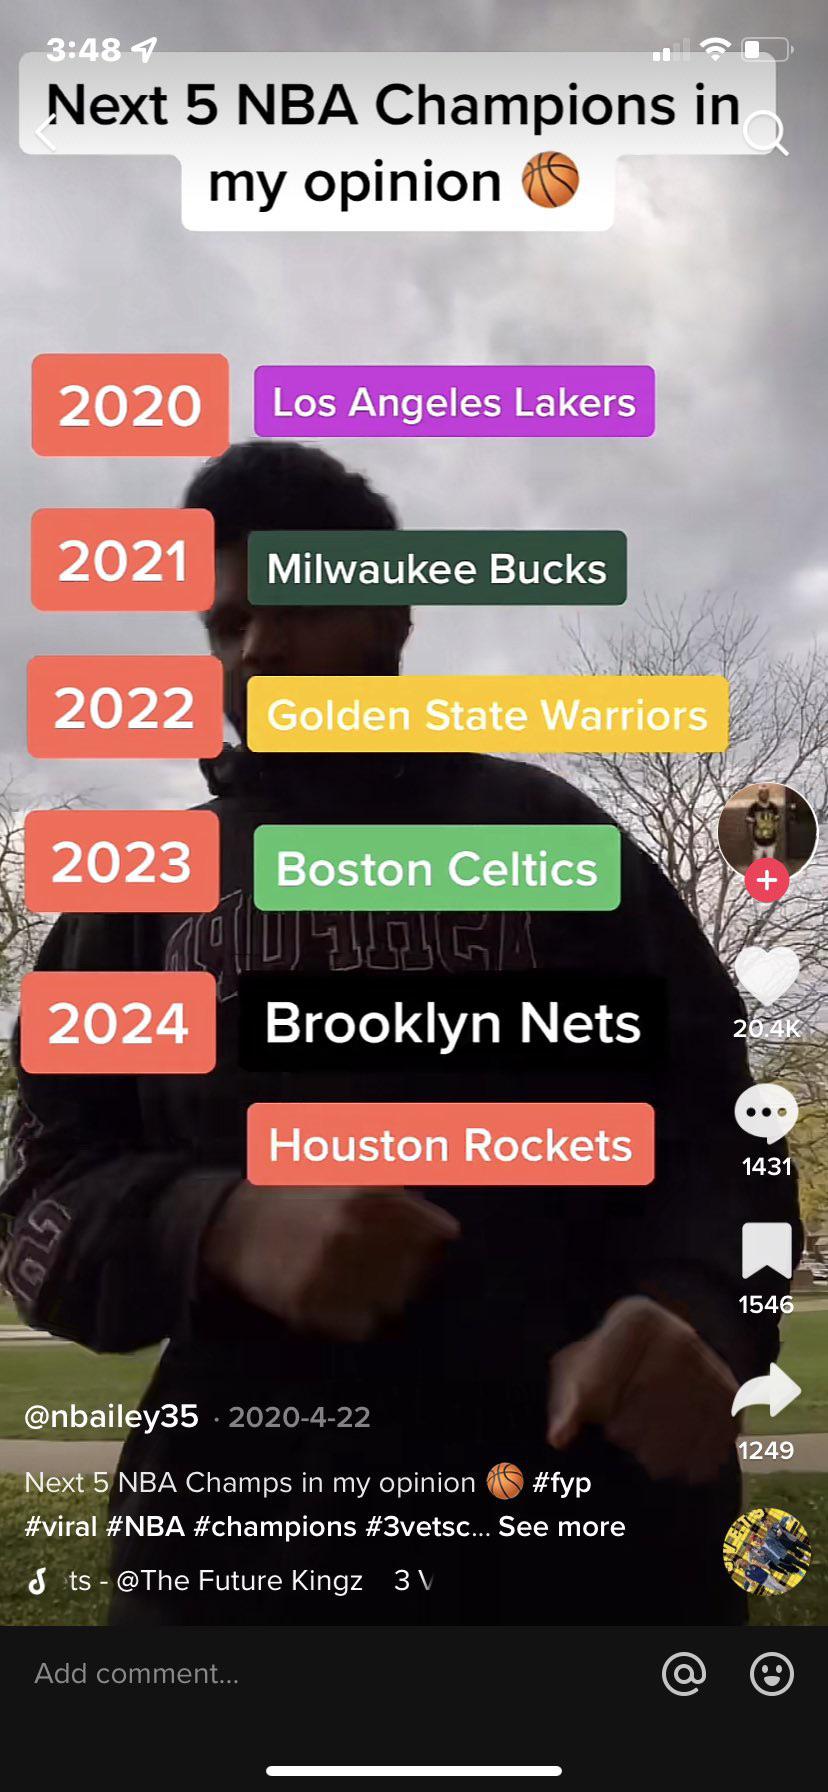 3:48
Next 5 NBA Champions in
my opinion 🏀
2020 Los Angeles Lakers
2021 Milwaukee Bucks
2022 Golden State Warriors
2023 Boston Celtics
2024 Brooklyn Nets
Houston Rockets
20.4K
1431
1546
1249
@nbailey35 · 2020-4-22
Next 5 NBA Champs in my opinion 🏀 #fyp
#viral #NBA #champions #3vetsc... See more
ts - @The Future Kingz 3 V
Add comment...